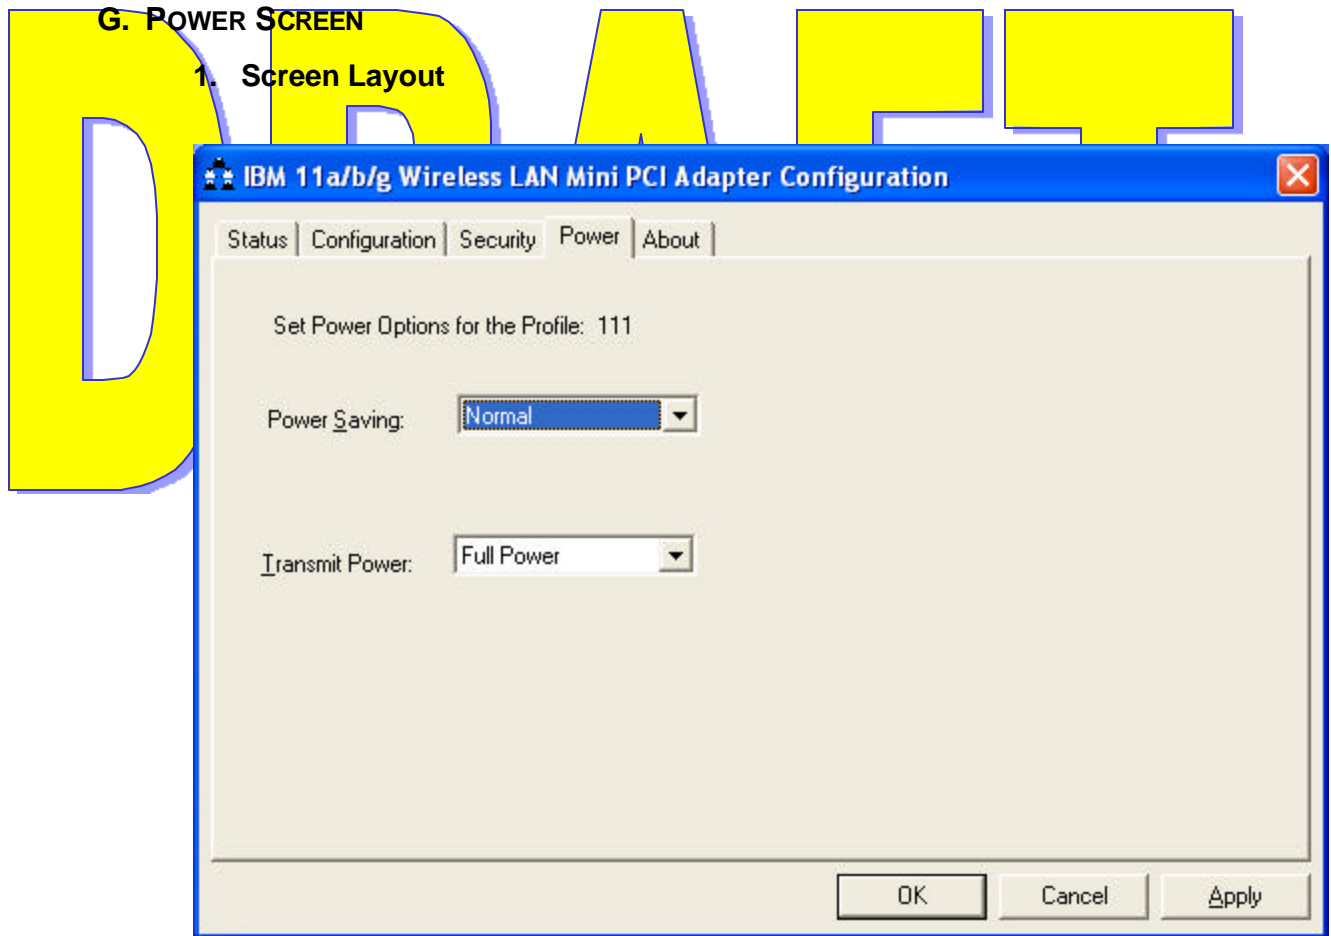 G. POWER SCREEN
1. Screen Layout
DRAFT
IBM 11a/b/g Wireless LAN Mini PCI Adapter Configuration
Status Configuration Security Power About
Set Power Options for the Profile: 111
Power Saving: Normal
Transmit Power: Full Power
OK Cancel Apply